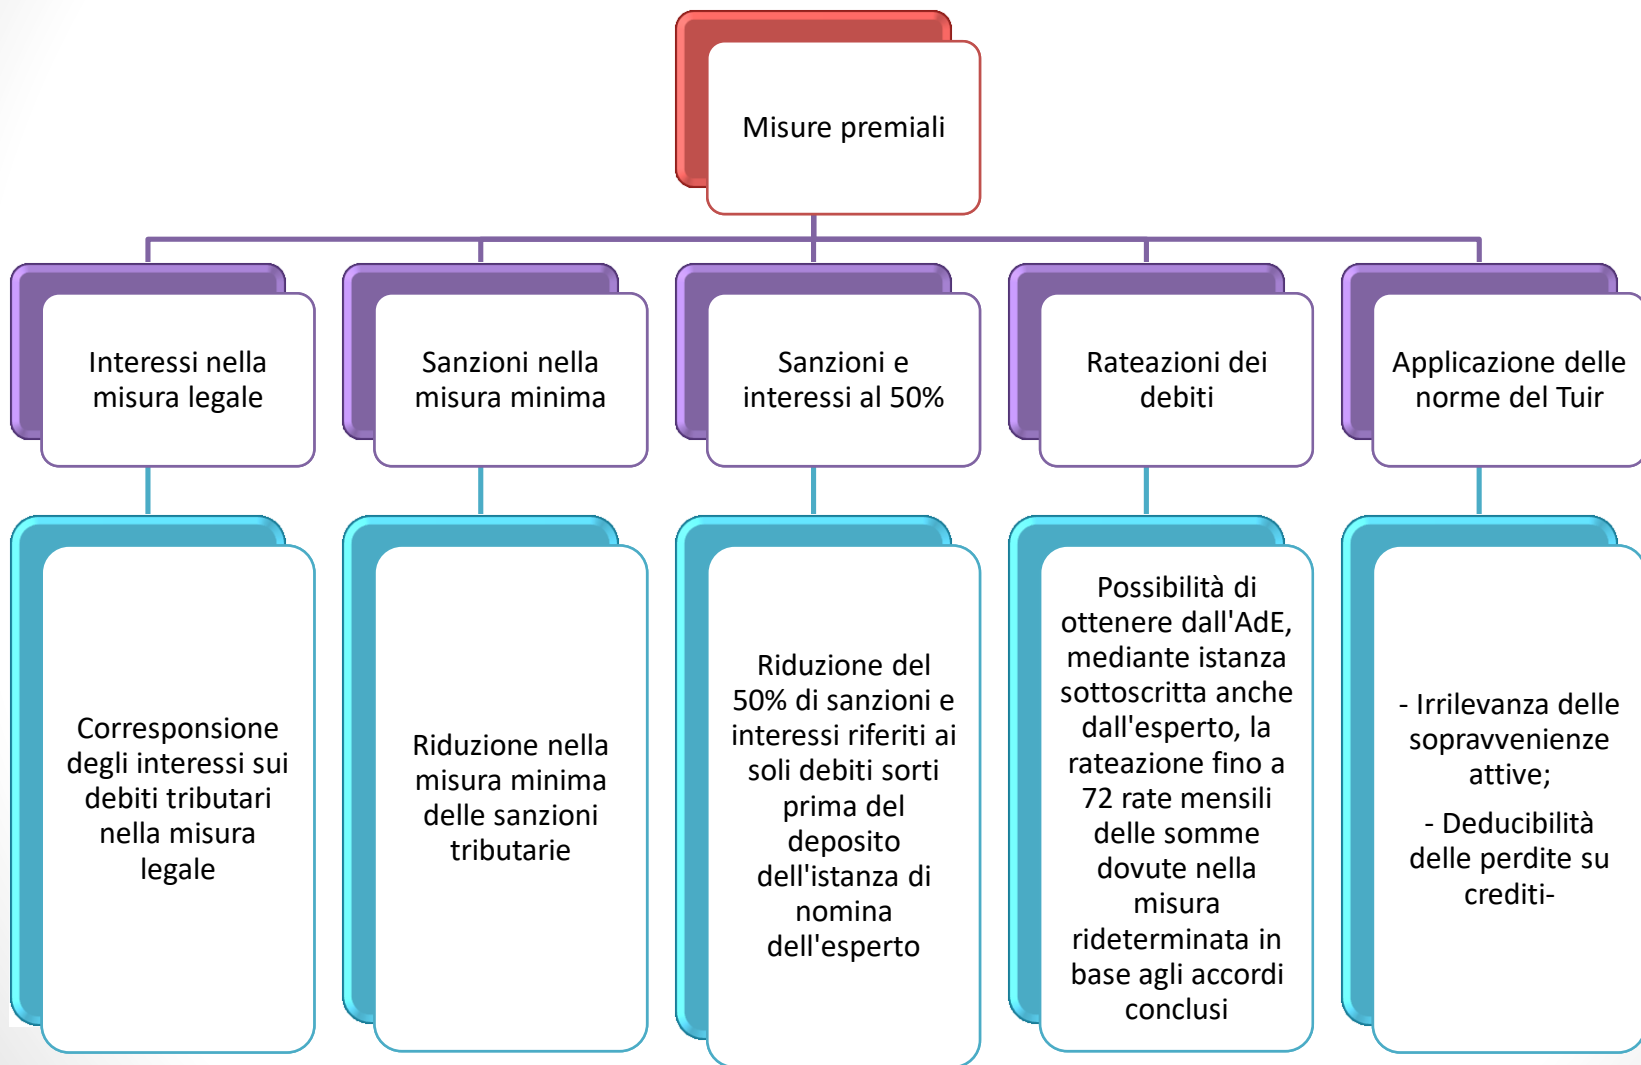 Misure premiali
Interessi nella
misura legale
Sanzioni nella
misura minima
Sanzioni e
interessi al 50%
Rateazioni dei
debiti
Applicazione delle
norme del Tuir
Corresponsione
degli interessi sui
debiti tributari
nella misura
legale
Riduzione nella
misura minima
delle sanzioni
tributarie
Riduzione del
50% di sanzioni e
interessi riferiti ai
soli debiti sorti
prima del
deposito
dell'istanza di
nomina
dell'esperto
Possibilità di
ottenere dall'AdE,
mediante istanza
sottoscritta anche
dall'esperto, la
rateazione fino a
72 rate mensili
delle somme
dovute nella
misura
rideterminata in
base agli accordi
conclusi
- Irrilevanza delle
sopravvenienze
attive;
- Deducibilità
delle perdite su
crediti-